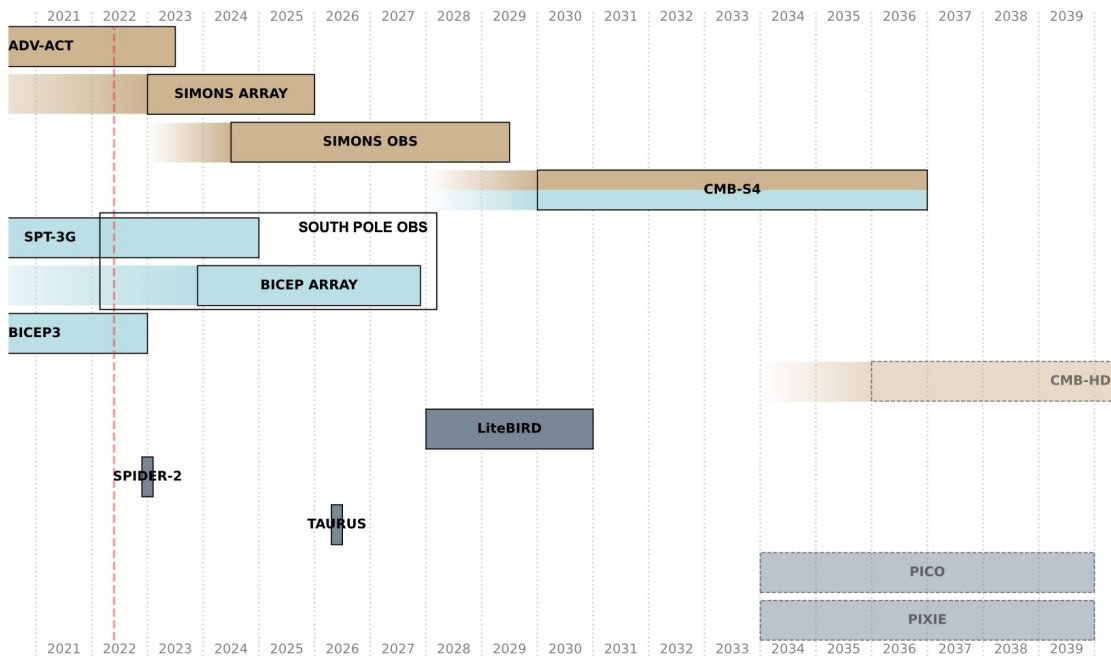 2021 2022 2023 2024 2025 2026 2027 2028 2029 2030 2031 2032 2033 2034 2035 2036 2037 2038 2039
ADV-ACT
SIMONS ARRAY
SIMONS OBS
CMB-S4
SOUTH POLE OBS
SPT-3G
BICEP ARRAY
BICEP3
CMB-HD
LiteBIRD
SPIDER-2
TAURUS
PICO
PIXIE
2021 2022 2023 2024 2025 2026 2027 2028 2029 2030 2031 2032 2033 2034 2035 2036 2037 2038 2039